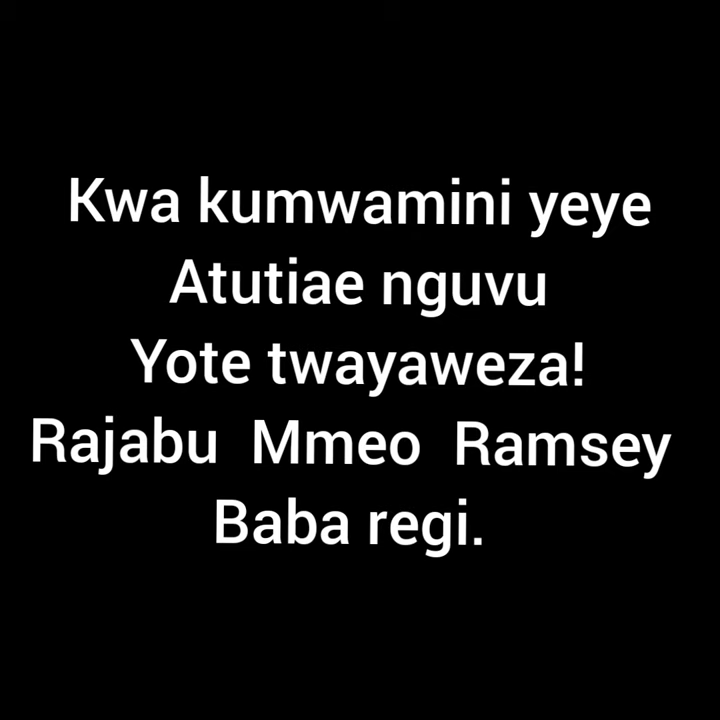 Kwa kumwamini yeye
Atutiae nguvu
Yote twayaweza!
Rajabu Mmeo Ramsey
Baba regi.